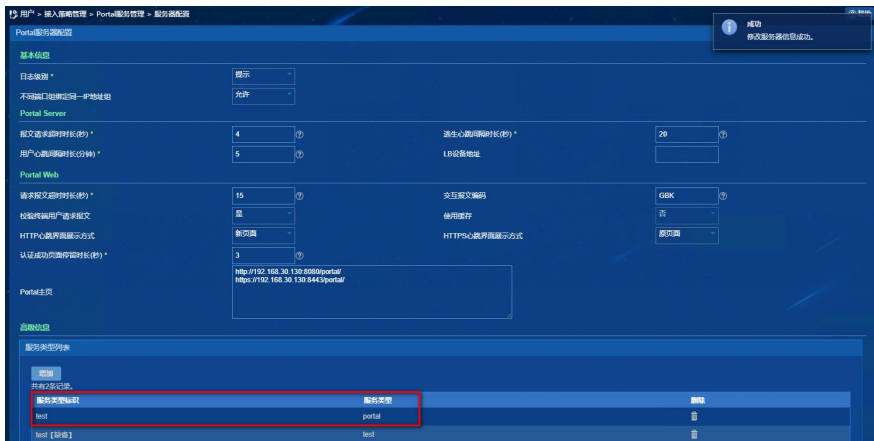 用户 > 接入策略管理 > Portal服务管理 > 服务器配置
帮助
成功
修改服务器信息成功。
Portal服务器配置
基本信息
日志级别 * 提示
不同端口组绑定同一IP地址组 允许
Portal Server
报文请求超时时长(秒) * 4 逃生心跳间隔时长(秒) * 20
用户心跳间隔时长(分钟) * 5 LB设备地址
Portal Web
请求报文超时时长(秒) * 15 交互报文编码 GBK
校验终端用户请求报文 是 使用缓存 否
HTTP心跳界面展示方式 新页面 HTTPS心跳界面展示方式 原页面
认证成功页面停留时长(秒) * 3
http://192.168.30.130:8080/portal/
https://192.168.30.130:8443/portal/
Portal主页
高级信息
服务类型列表
增加
共有2条记录。
服务类型标识 服务类型 删除
test portal
test【缺省】 test